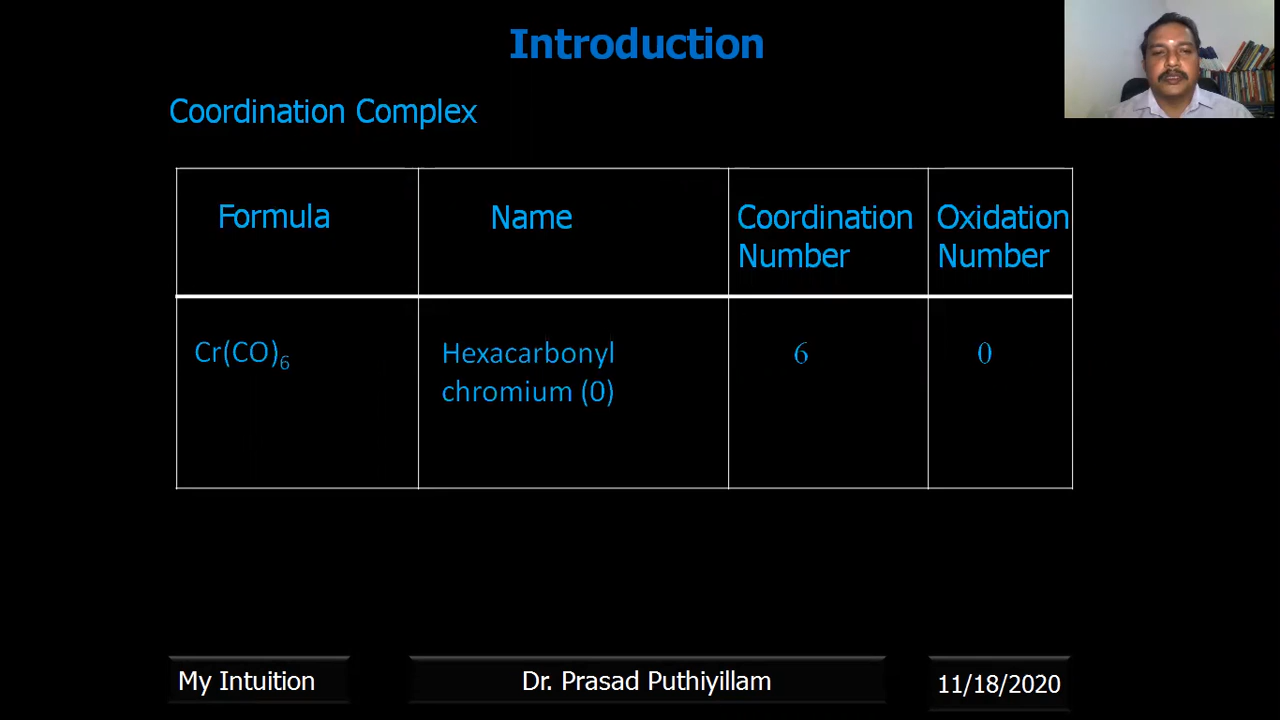 Introduction
Coordination Complex
Formula
Name
Coordination
Number
Oxidation
Number
Cr(CO)₆
Hexacarbonyl
chromium (0)
6
0
My Intuition
Dr. Prasad Puthiyillam
11/18/2020